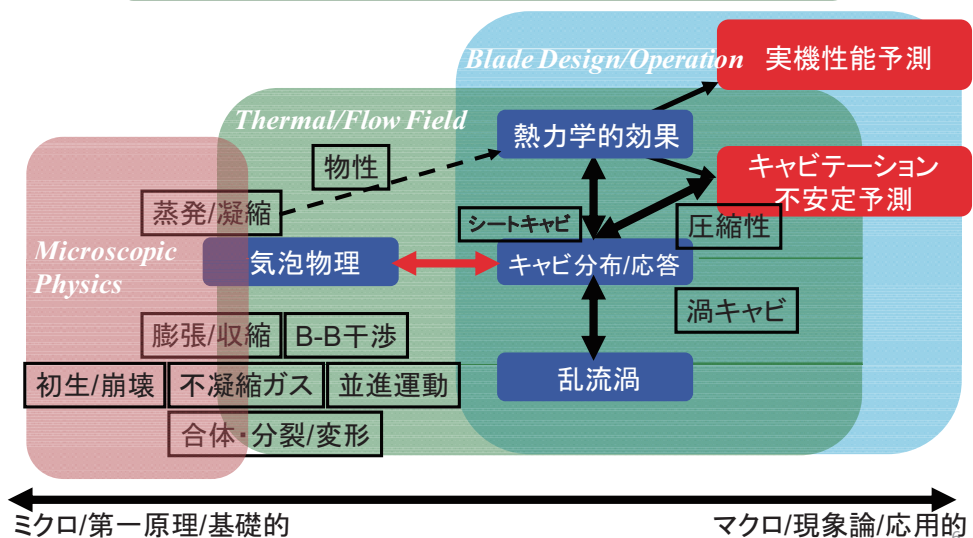 Blade Design/Operation
実機性能予測
Thermal/Flow Field
熱力学的効果
物性
キャビテーション
不安定予測
蒸発/凝縮
シートキャビ
圧縮性
Microscopic
Physics
気泡物理
キャビ分布/応答
渦キャビ
膨張/収縮
B-B干渉
初生/崩壊
不凝縮ガス
並進運動
乱流渦
合体・分裂/変形
ミクロ/第一原理/基礎的
マクロ/現象論/応用的